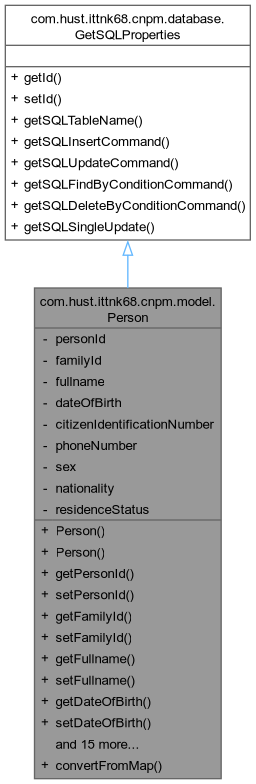 com.hust.ittnk68.cnpm.database.
GetSQLProperties
+ getId()
+ setId()
+ getSQLTableName()
+ getSQLInsertCommand()
+ getSQLUpdateCommand()
+ getSQLFindByConditionCommand()
+ getSQLDeleteByConditionCommand()
+ getSQLSingleUpdate()
com.hust.ittnk68.cnpm.model.
Person
- personId
- familyId
- fullname
- dateOfBirth
- citizenIdentificationNumber
- phoneNumber
- sex
- nationality
- residenceStatus
+ Person()
+ Person()
+ getPersonId()
+ setPersonId()
+ getFamilyId()
+ setFamilyId()
+ getFullname()
+ setFullname()
+ getDateOfBirth()
+ setDateOfBirth()
and 15 more...
+ convertFromMap()